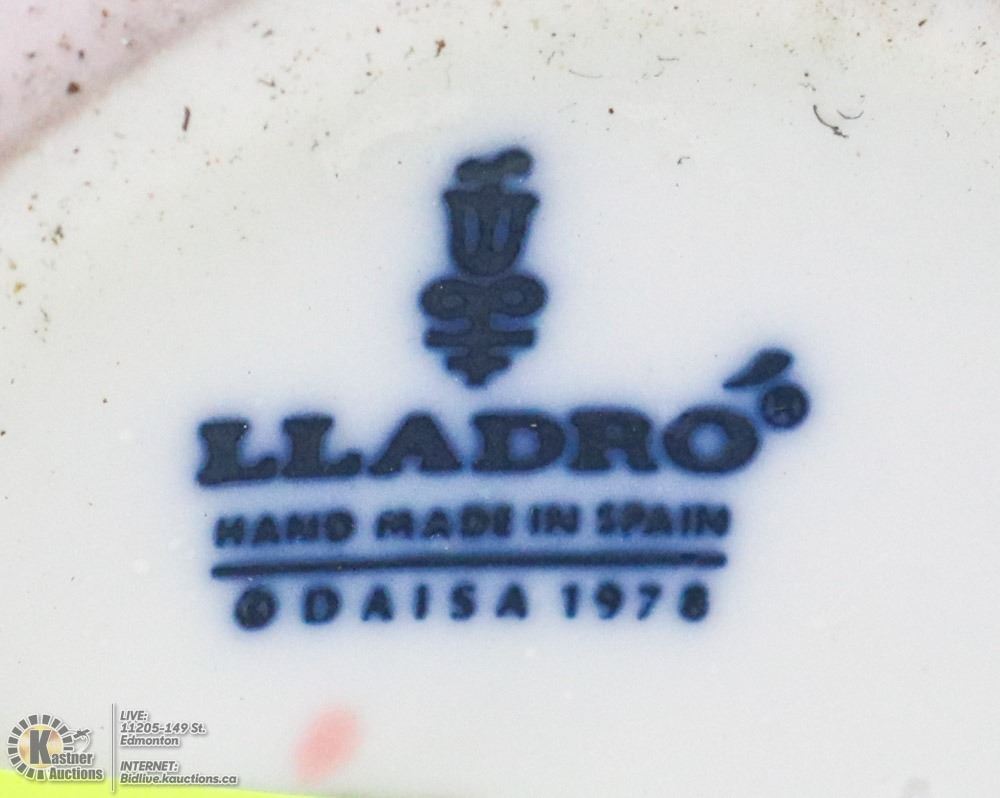 LLADRÓ®
HAND MADE IN SPAIN
© DAISA 1978
Kastner
Auctions
LIVE:
11205-149 St.
Edmonton
INTERNET:
Bidlive.kauctions.ca